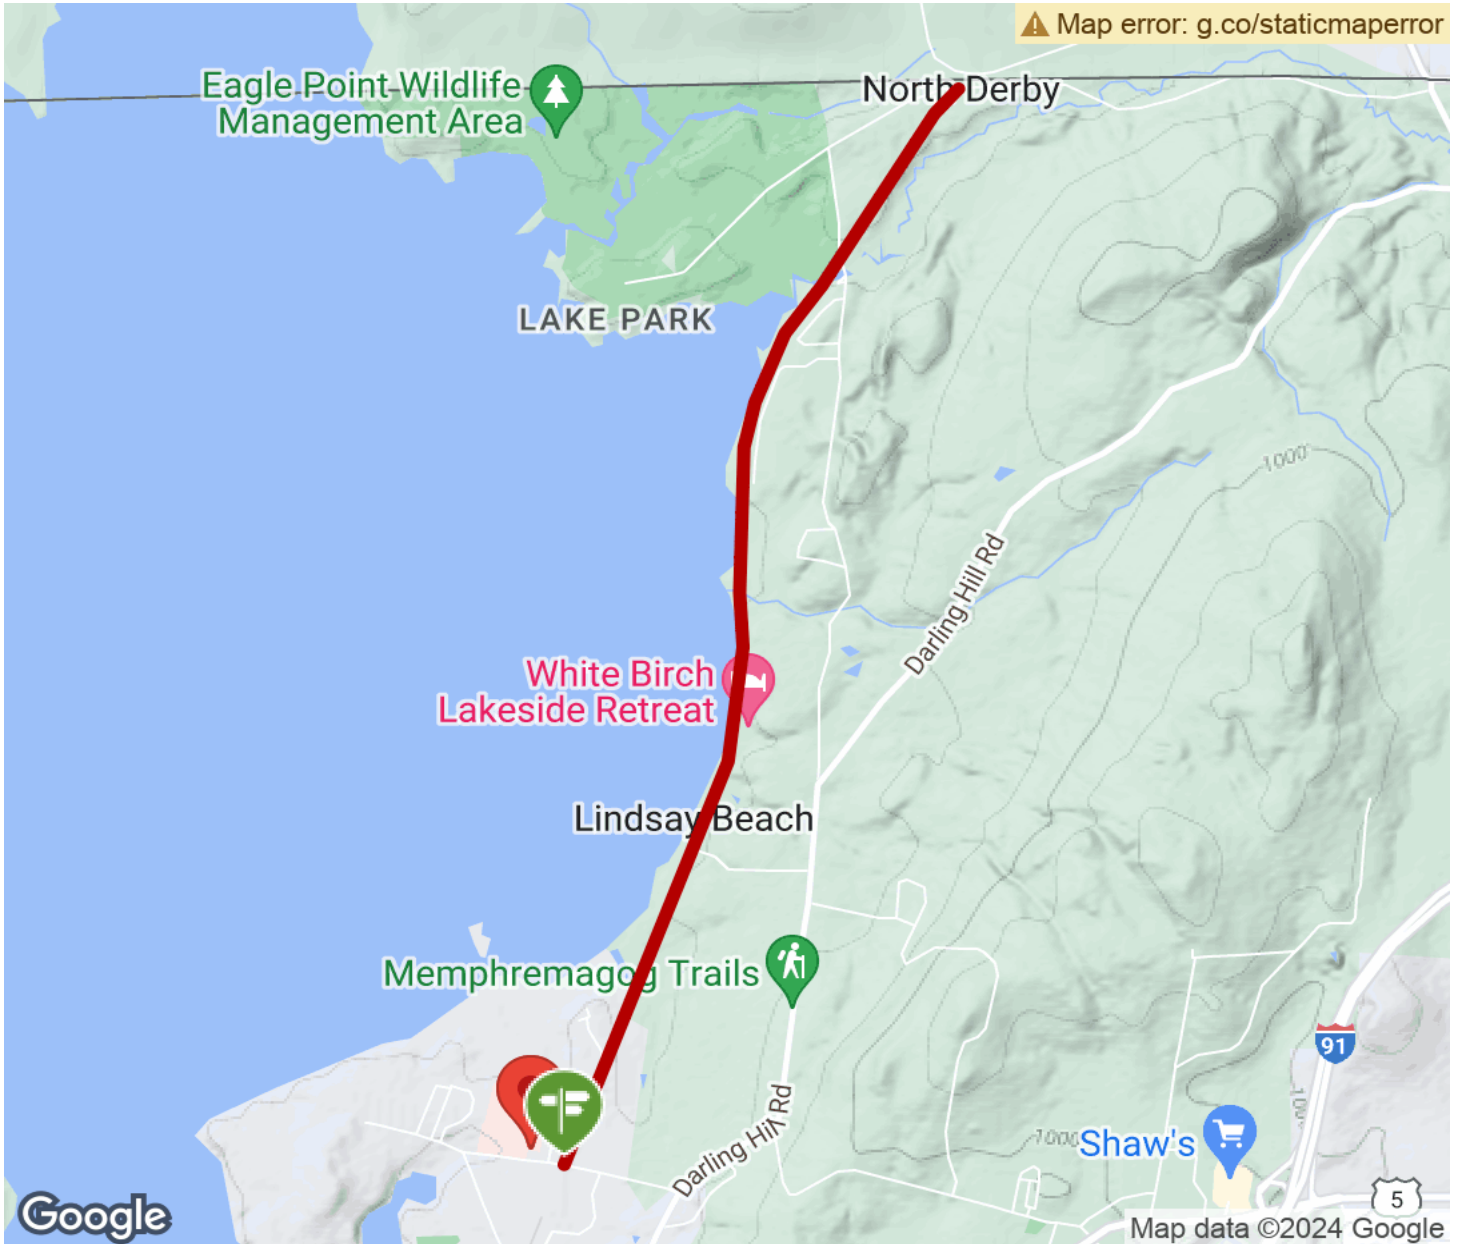 Map error: g.co/staticmaperror
Eagle Point Wildlife
Management Area
North Derby
LAKE PARK
1000
Darling Hill Rd
White Birch
Lakeside Retreat
Lindsay Beach
Memphremagog Trails
91
Darling Hill Rd
1000
Shaw's
5
Google
Map data ©2024 Google